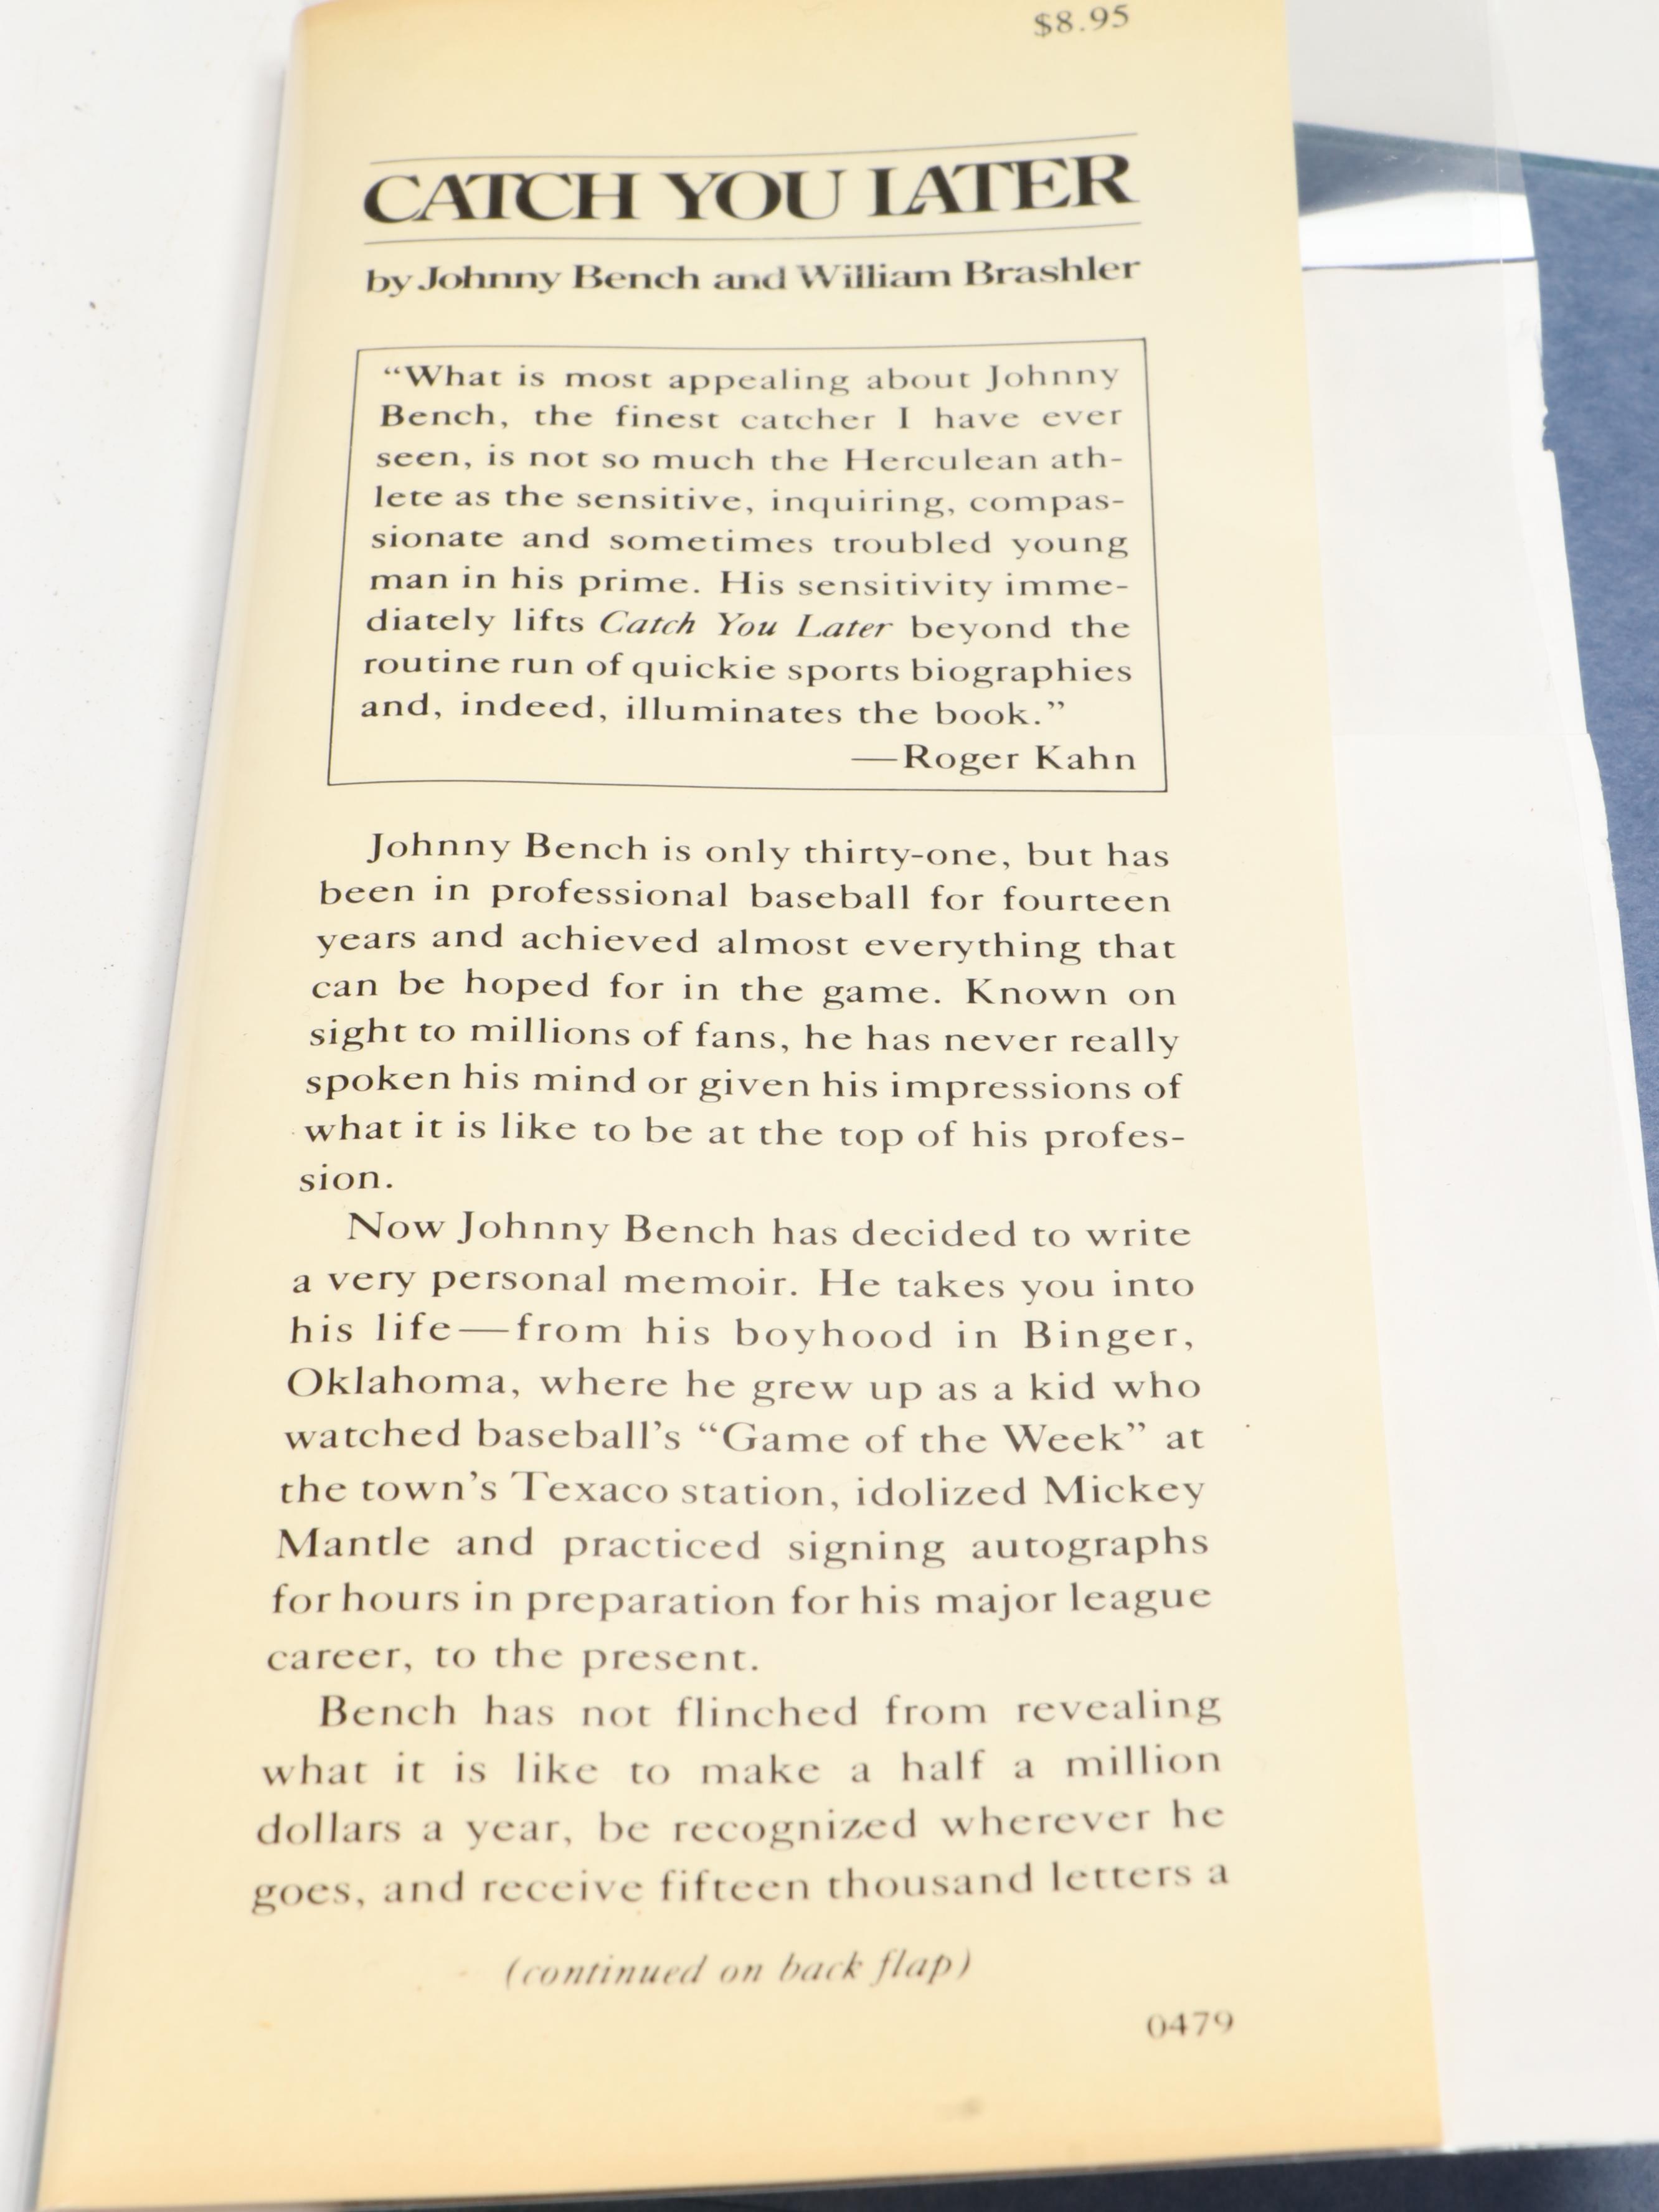 $8.95
CATCH YOU LATER
by Johnny Bench and William Brashler
“What is most appealing about Johnny
Bench, the finest catcher I have ever
seen, is not so much the Herculean ath-
lete as the sensitive, inquiring, compas-
sionate and sometimes troubled young
man in his prime. His sensitivity imme-
diately lifts Catch You Later beyond the
routine run of quickie sports biographies
and, indeed, illuminates the book.”
—Roger Kahn
Johnny Bench is only thirty-one, but has
been in professional baseball for fourteen
years and achieved almost everything that
can be hoped for in the game. Known on
sight to millions of fans, he has never really
spoken his mind or given his impressions of
what it is like to be at the top of his profes-
sion.
Now Johnny Bench has decided to write
a very personal memoir. He takes you into
his life—from his boyhood in Binger,
Oklahoma, where he grew up as a kid who
watched baseball’s “Game of the Week” at
the town’s Texaco station, idolized Mickey
Mantle and practiced signing autographs
for hours in preparation for his major league
career, to the present.
Bench has not flinched from revealing
what it is like to make a half a million
dollars a year, be recognized wherever he
goes, and receive fifteen thousand letters a
(continued on back flap)
0479